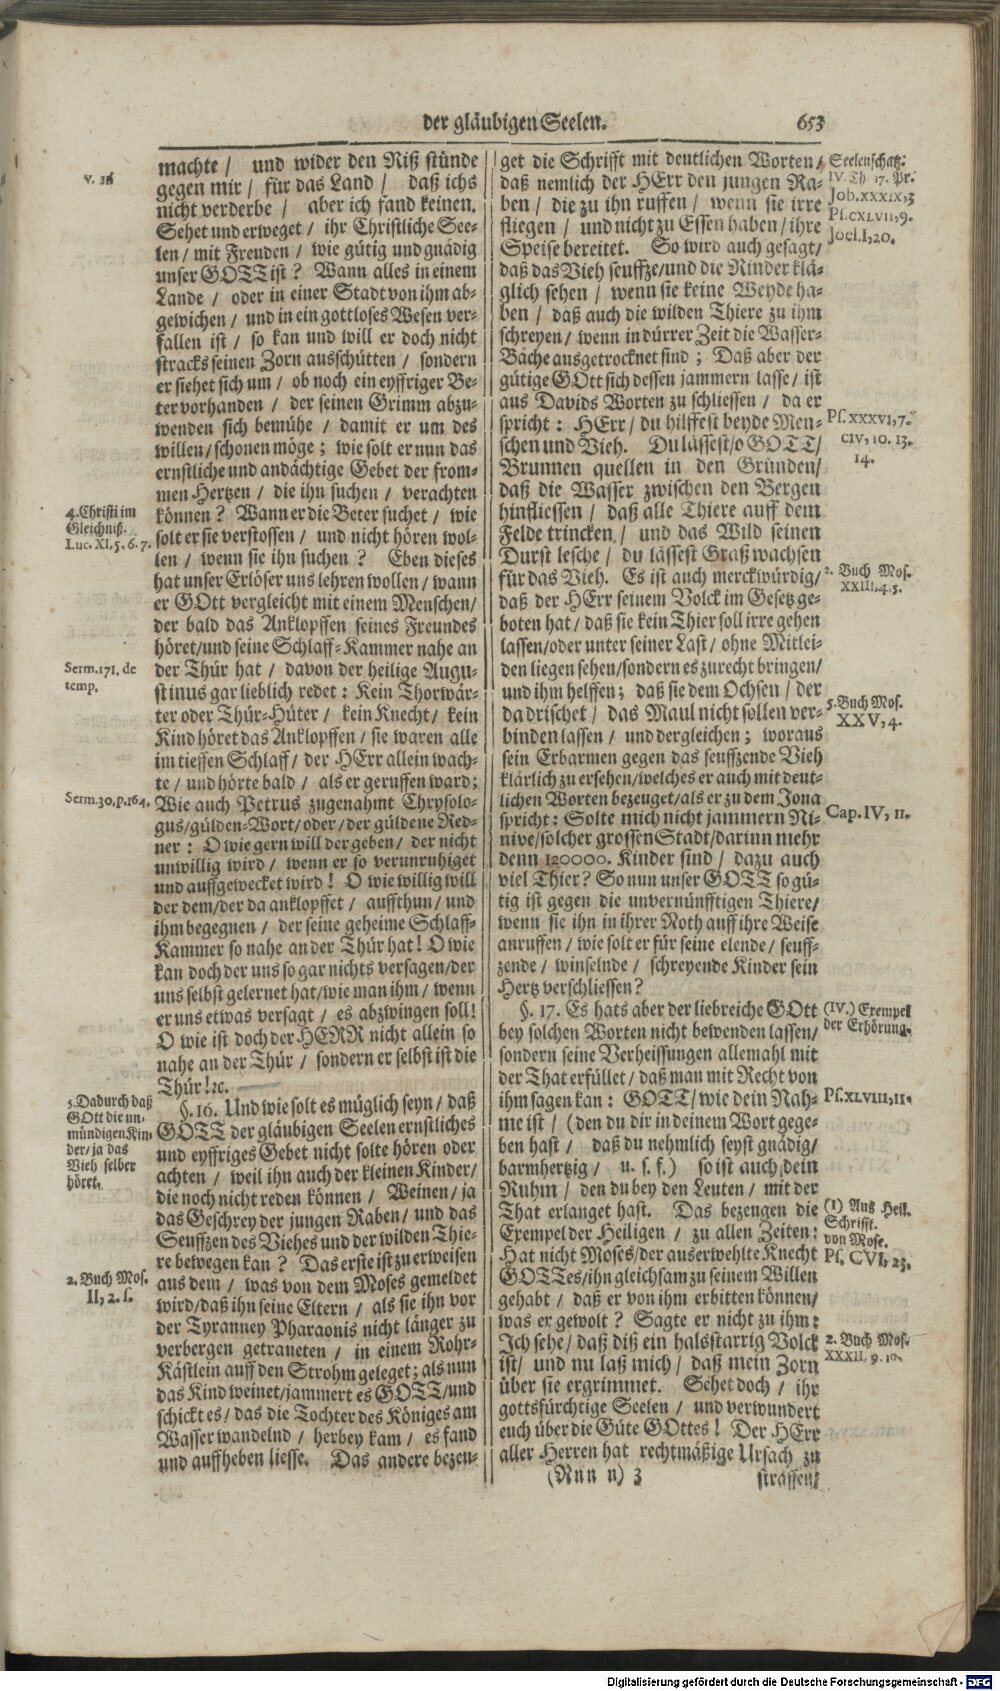 der gläubigen Seelen. 653
v. 31
machte / und wider den Riß stünde
gegen mir / für das Land / daß ichs
nicht verderbe / aber ich fand keinen.
Sehet und erweget / ihr Christliche See-
len / mit Freuden / wie gütig und gnädig
unser GOTT ist? Wann alles in einem
Lande / oder in einer Stadt von ihm ab-
gewichen / und in ein gottloses Wesen ver-
fallen ist / so kan und will er doch nicht
stracks seinen Zorn ausschütten / sondern
er siehet sich um / ob noch ein eyffriger Be-
ter vorhanden / der seinen Grimm abzu-
wenden sich bemühe / damit er um des
willen / schonen möge; wie solt er nun das
ernstliche und andächtige Gebet der from-
men Hertzen / die ihn suchen / verachten
können? Wann er die Beter suchet / wie
solt er sie verstossen / und nicht hören wol-
len / wenn sie ihn suchen? Eben dieses
hat unser Erlöser uns lehren wollen / wann
er GOtt vergleicht mit einem Menschen /
der bald das Anklopffen seines Freundes
höret / und seine Schlaff-Kammer nahe an
der Thür hat / davon der heilige Augu-
stinus gar lieblich redet: Kein Thorwär-
ter oder Thür-Hüter / kein Knecht / kein
Kind höret das Anklopffen / sie waren alle
im tieffen Schlaff / der HErr allein wach-
te / und hörte bald / als er geruffen ward;
Wie auch Petrus zugenahmt Chrysolo-
gus / gülden-Wort / oder / der güldene Red-
ner: O wie gern will der geben / der nicht
unwillig wird / wenn er so verunruhiget
und auffgewecket wird! O wie willig will
der dem / der da anklopffet / auffthun / und
ihm begegnen / der seine geheime Schlaff-
Kammer so nahe an der Thür hat! O wie
kan doch der uns so gar nichts versagen / der
uns selbst gelernet hat / wie man ihm / wenn
er uns etwas versagt / es abzwingen soll!
O wie ist doch der HERR nicht allein so
nahe an der Thür / sondern er selbst ist die
Thür! ꝛc.
§. 16. Und wie solt es müglich seyn / daß
GOTT der gläubigen Seelen ernstliches
und eyffriges Gebet nicht solte hören oder
achten / weil ihn auch der kleinen Kinder /
die noch nicht reden können / Weinen / ja
das Geschrey der jungen Raben / und das
Seuffzen des Viehes und der wilden Thie-
re bewegen kan? Das erste ist zu erweisen
aus dem / was von dem Moses gemeldet
wird / daß ihn seine Eltern / als sie ihn vor
der Tyranney Pharaonis nicht länger zu
verbergen getraueten / in einem Rohr-
Kästlein auff den Strohm geleget; als nun
das Kind weinet / jammert es GOTT / und
schickt es / das die Tochter des Königes am
Wasser wandelnd / herbey kam / es fand
und auffheben liesse. Das andere bezeu-
4. Christi im
Gleichniß.
Luc. XI, 5. 6. 7.
Serm. 171. de
temp.
Serm. 30, p. 164.
5. Dadurch daß
GOtt die un-
mündigen Kin-
der / ja das
Vieh selber
höret.
2. Buch Mos.
II, 2. s.
get die Schrifft mit deutlichen Worten /
daß nemlich der HErr den jungen Ra-
ben / die zu ihn ruffen / wenn sie irre
fliegen / und nicht zu Essen haben / ihre
Speise bereitet. So wird auch gesagt /
daß das Vieh seuffze / und die Rinder klä-
glich sehen / wenn sie keine Weyde ha-
ben / daß auch die wilden Thiere zu ihm
schreyen / wenn in dürrer Zeit die Wasser-
Bäche ausgetrocknet sind; Daß aber der
gütige GOtt sich dessen jammern lasse / ist
aus Davids Worten zu schliessen / da er
spricht: HErr / du hilffest beyde Men-
schen und Vieh. Du lässest / o GOTT /
Brunnen quellen in den Gründen /
daß die Wasser zwischen den Bergen
hinfliessen / daß alle Thiere auff dem
Felde trincken / und das Wild seinen
Durst lesche / du lässest Graß wachsen
für das Vieh. Es ist auch merckwürdig /
daß der HErr seinem Volck im Gesetz ge-
boten hat / daß sie kein Thier soll irre gehen
lassen / oder unter seiner Last / ohne Mitlei-
den liegen sehen / sondern es zurecht bringen /
und ihm helffen; daß sie dem Ochsen / der
da drischet / das Maul nicht sollen ver-
binden lassen / und dergleichen; woraus
sein Erbarmen gegen das seuffzende Vieh
klärlich zu ersehen / welches er auch mit deut-
lichen Worten bezeuget / als er zu dem Jona
spricht: Solte mich nicht jammern Ni-
nive / solcher grossen Stadt / darinn mehr
denn 120000. Kinder sind / dazu auch
viel Thier? So nun unser GOTT so gü-
tig ist gegen die unvernünfftigen Thiere /
wenn sie ihn in ihrer Noth auff ihre Weise
anruffen / wie solt er für seine elende / seuff-
zende / winselnde / schreyende Kinder sein
Hertz verschliessen?
§. 17. Es hats aber der liebreiche GOtt
bey solchen Worten nicht bewenden lassen /
sondern seine Verheissungen allemahl mit
der That erfüllet / daß man mit Recht von
ihm sagen kan: GOTT / wie dein Nah-
me ist / (den du dir in deinem Wort gege-
ben hast / daß du nehmlich seyst gnädig /
barmhertzig / u. s. f.) so ist auch dein
Ruhm / den du bey den Leuten / mit der
That erlanget hast. Das bezeugen die
Exempel der Heiligen / zu allen Zeiten:
Hat nicht Moses / der auserwehlte Knecht
GOTTes / ihn gleichsam zu seinem Willen
gehabt / daß er von ihm erbitten können /
was er gewolt? Sagte er nicht zu ihm:
Ich sehe / daß diß ein halsstarrig Volck
ist / und nu laß mich / daß mein Zorn
über sie ergrimmet. Sehet doch / ihr
gottsfürchtige Seelen / und verwundert
euch über die Güte GOttes! Der HErr
aller Herren hat rechtmäßige Ursach zu
(Nnn n) 3 straffen /
Seelenschatz.
IV. Th 17. Pr.
Job. XXXIX, 3
Ps. CXLVII, 9.
Joel. I, 20.
Ps. XXXVI, 7.
CIV, 10. 13.
14.
2. Buch Mos.
XXIII, 4. 5.
5. Buch Mos.
XXV, 4.
Cap. IV, 11.
(IV.) Exempel
der Erhörung.
Ps. XLVIII, 11.
(1) Aus Heil.
Schrifft.
von Mose.
Ps. CVI, 23.
2. Buch Mos.
XXXII, 9. 10.
Digitalisierung gefördert durch die Deutsche Forschungsgemeinschaft - DFG